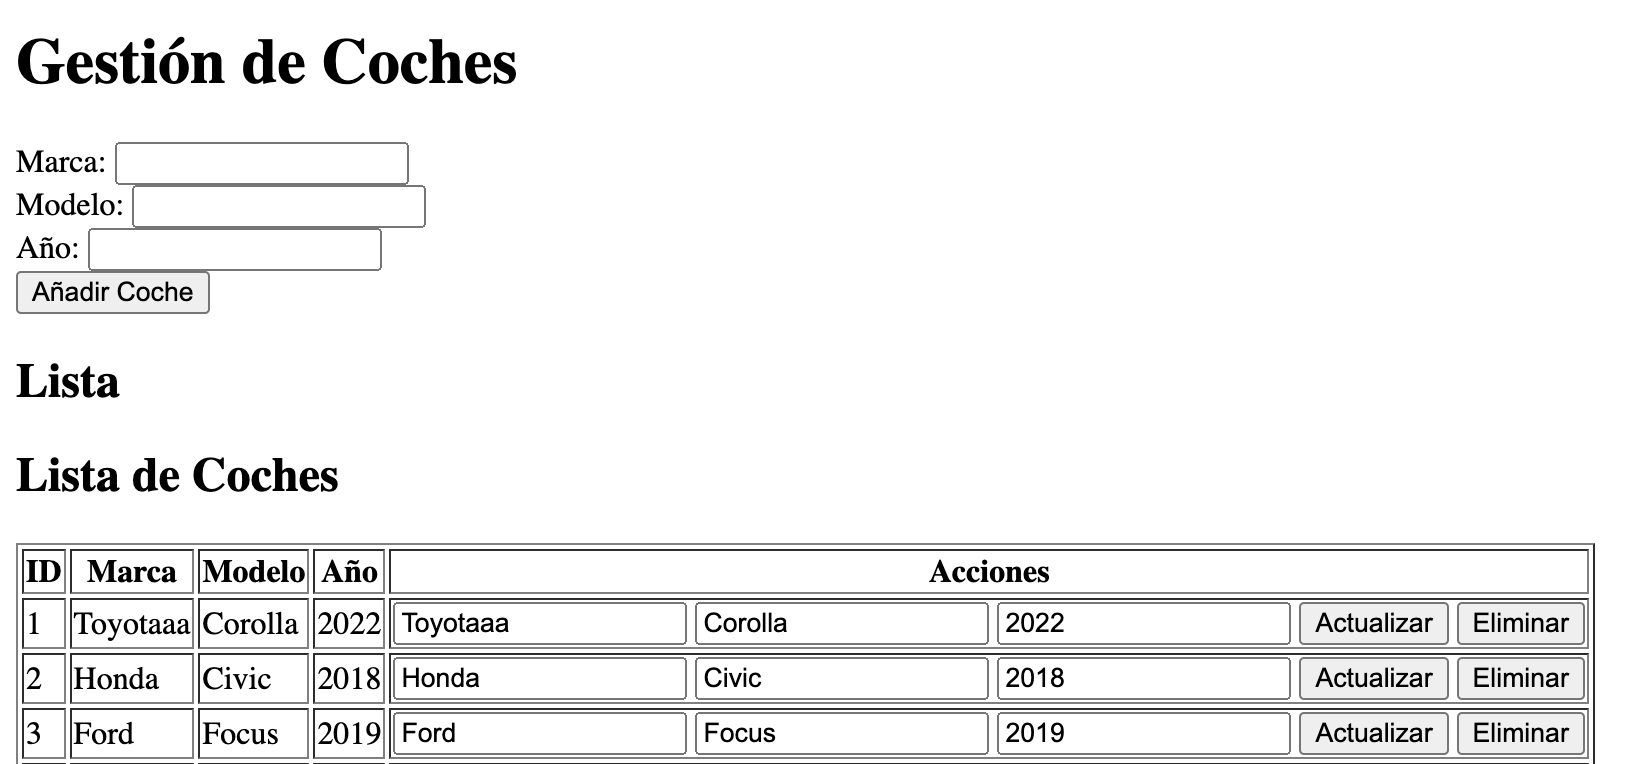 Gestión de Coches
Marca:
Modelo:
Año:
Añadir Coche
Lista
Lista de Coches
ID Marca Modelo Año Acciones
1 Toyotaaa Corolla 2022 Toyotaaa Corolla 2022 Actualizar Eliminar
2 Honda Civic 2018 Honda Civic 2018 Actualizar Eliminar
3 Ford Focus 2019 Ford Focus 2019 Actualizar Eliminar